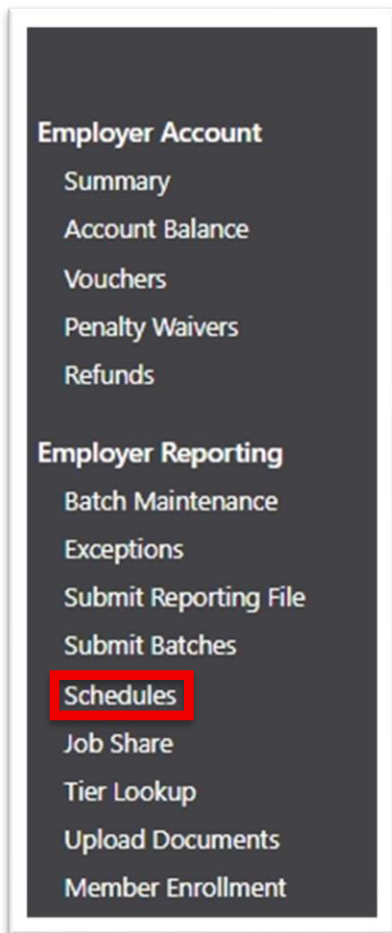 Employer Account
Summary
Account Balance
Vouchers
Penalty Waivers
Refunds
Employer Reporting
Batch Maintenance
Exceptions
Submit Reporting File
Submit Batches
Schedules
Job Share
Tier Lookup
Upload Documents
Member Enrollment